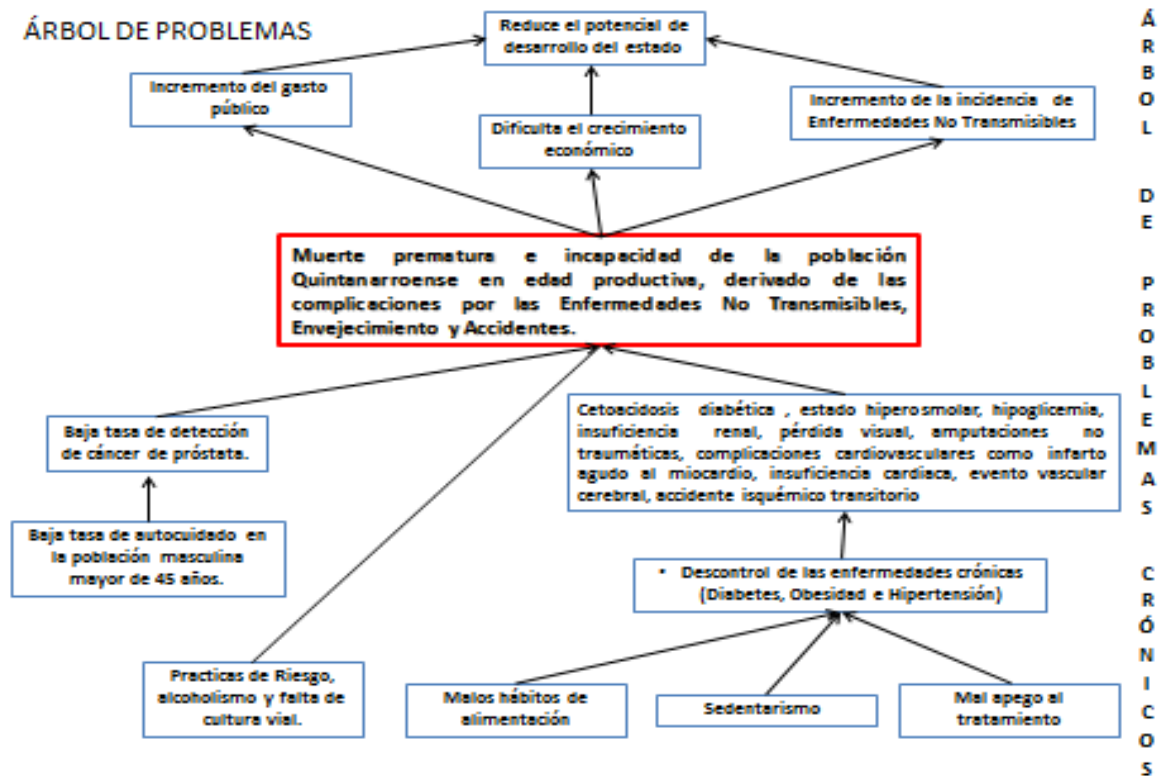 ÁRBOL DE PROBLEMAS
Reduce el potencial de
desarrollo del estado
Incremento del gasto
público
Dificulta el crecimiento
económico
Incremento de la incidencia de
Enfermedades No Transmisibles
Muerte prematura e incapacidad de la población
Quintanarroense en edad productiva, derivado de las
complicaciones por las Enfermedades No Transmisibles,
Envejecimiento y Accidentes.
Baja tasa de detección
de cáncer de próstata.
Cetoacidosis diabética , estado hiperosmolar, hipoglicemia,
insuficiencia renal, pérdida visual, amputaciones no
traumáticas, complicaciones cardiovasculares como infarto
agudo al miocardio, insuficiencia cardiaca, evento vascular
cerebral, accidente isquémico transitorio
Baja tasa de autocuidado en
la población masculina
mayor de 45 años.
• Descontrol de las enfermedades crónicas
(Diabetes, Obesidad e Hipertensión)
Practicas de Riesgo,
alcoholismo y falta de
cultura vial.
Malos hábitos de
alimentación
Sedentarismo
Mal apego al
tratamiento
ÁRBOL DE PROBLEMAS CRÓNICOS